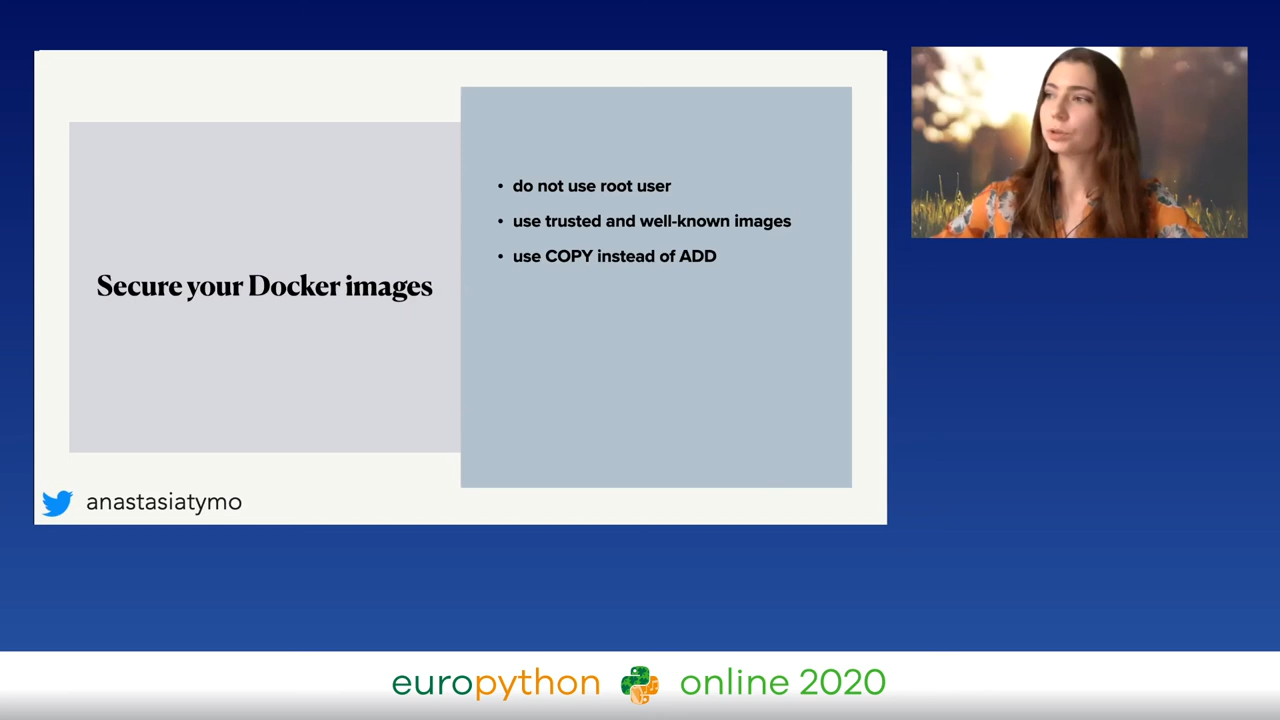 Secure your Docker images
• do not use root user
• use trusted and well-known images
• use COPY instead of ADD
anastasiatymo
europython online 2020